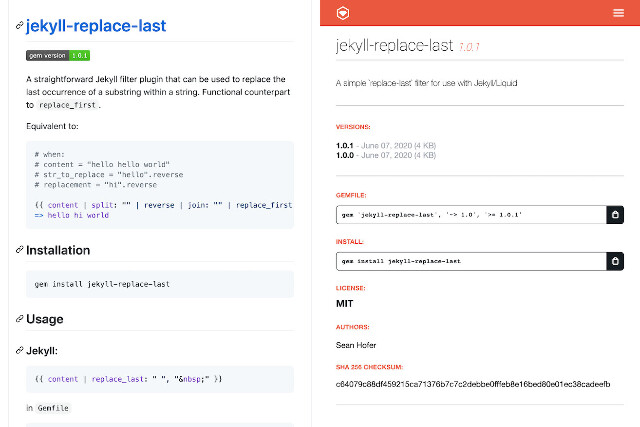 jekyll-replace-last
gem version 1.0.1
A straightforward Jekyll filter plugin that can be used to replace the
last occurrence of a substring within a string. Functional counterpart
to replace_first.
Equivalent to:
# when:
# content = "hello hello world"
# str_to_replace = "hello".reverse
# replacement = "hi".reverse
{{ content | split: "" | reverse | join: "" | replace_first
=> hello hi world
Installation
gem install jekyll-replace-last
Usage
Jekyll:
{{ content | replace_last: " ", "&nbsp;" }}
in Gemfile
jekyll-replace-last 1.0.1
A simple `replace-last` filter for use with Jekyll/Liquid
VERSIONS:
1.0.1 - June 07, 2020 (4 KB)
1.0.0 - June 07, 2020 (4 KB)
GEMFILE:
gem 'jekyll-replace-last', '~> 1.0', '>= 1.0.1'
INSTALL:
gem install jekyll-replace-last
LICENSE:
MIT
AUTHORS:
Sean Hofer
SHA 256 CHECKSUM: